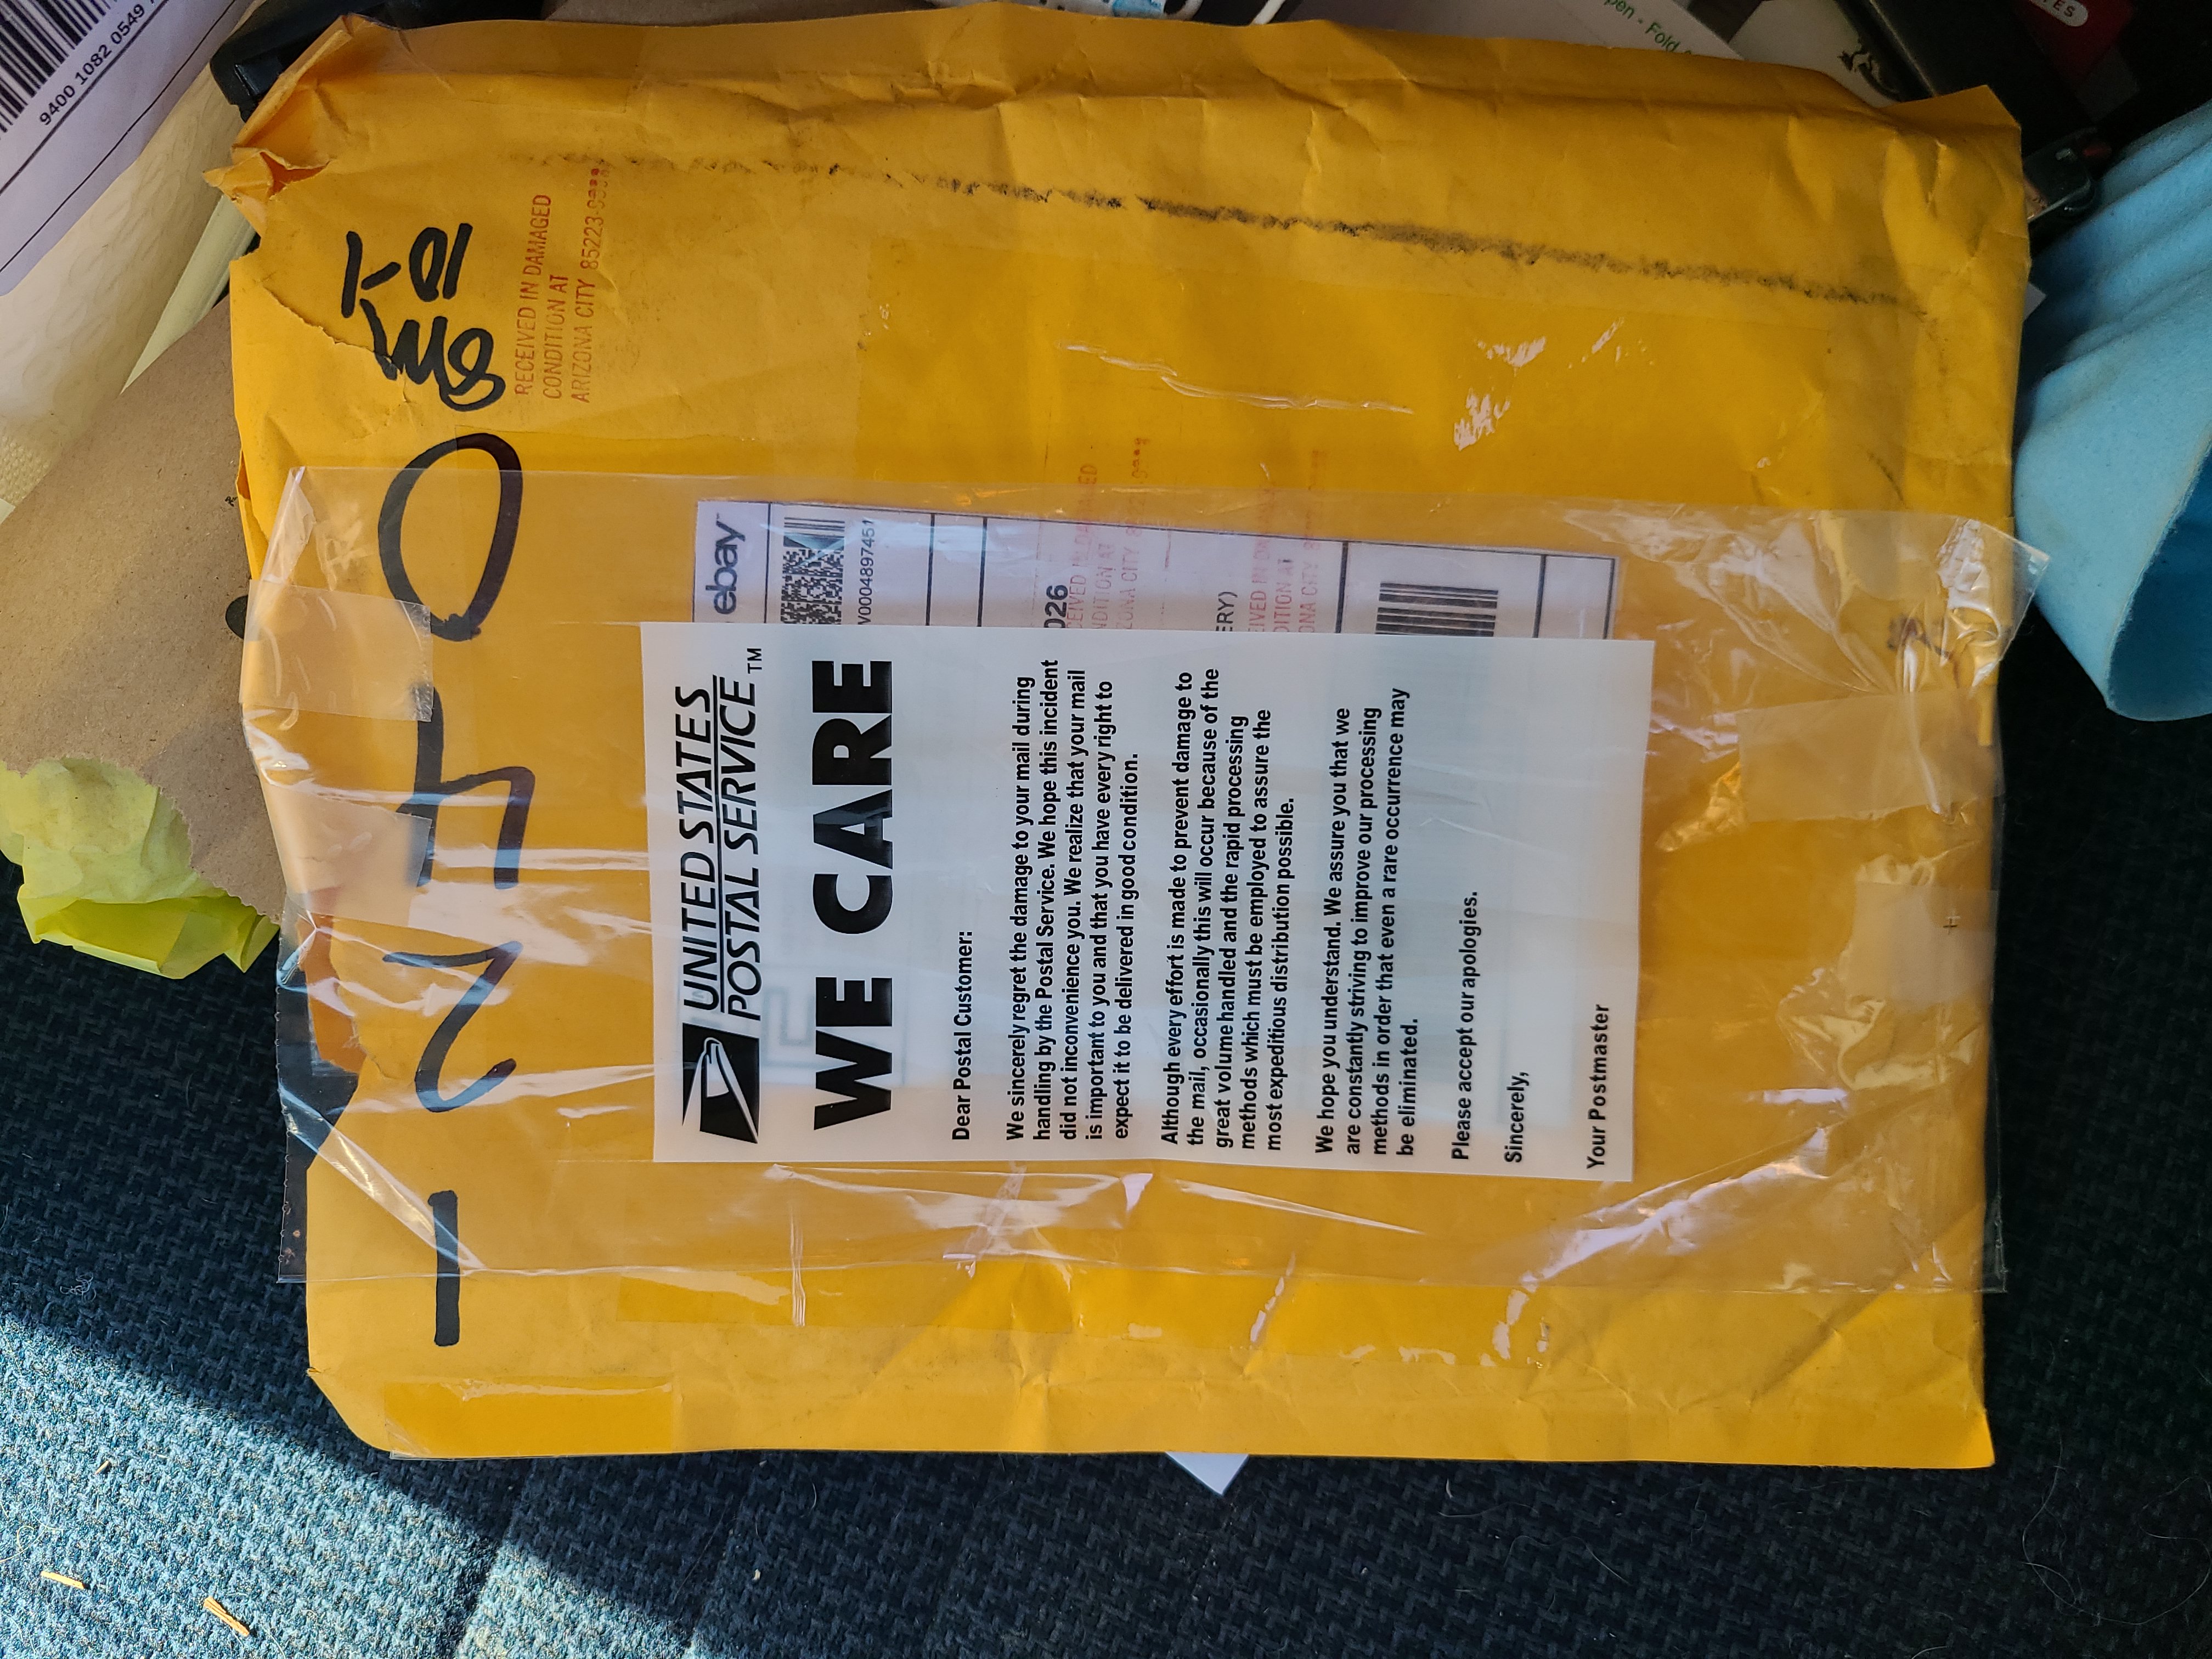 UNITED STATES
POSTAL SERVICE™
WE CARE
Dear Postal Customer:
We sincerely regret the damage to your mail during
handling by the Postal Service. We hope this incident
did not inconvenience you. We realize that your mail
is important to you and that you have every right to
expect it to be delivered in good condition.
Although every effort is made to prevent damage to
the mail, occasionally this will occur because of the
great volume handled and the rapid processing
methods which must be employed to assure the
most expeditious distribution possible.
We hope you understand. We assure you that we
are constantly striving to improve our processing
methods in order that even a rare occurrence may
be eliminated.
Please accept our apologies.
Sincerely,
Your Postmaster
ebay
V0004897451
026
ERY)
1240
RECEIVED IN DAMAGED
CONDITION AT
ARIZONA CITY 85223
9400 1082 0549